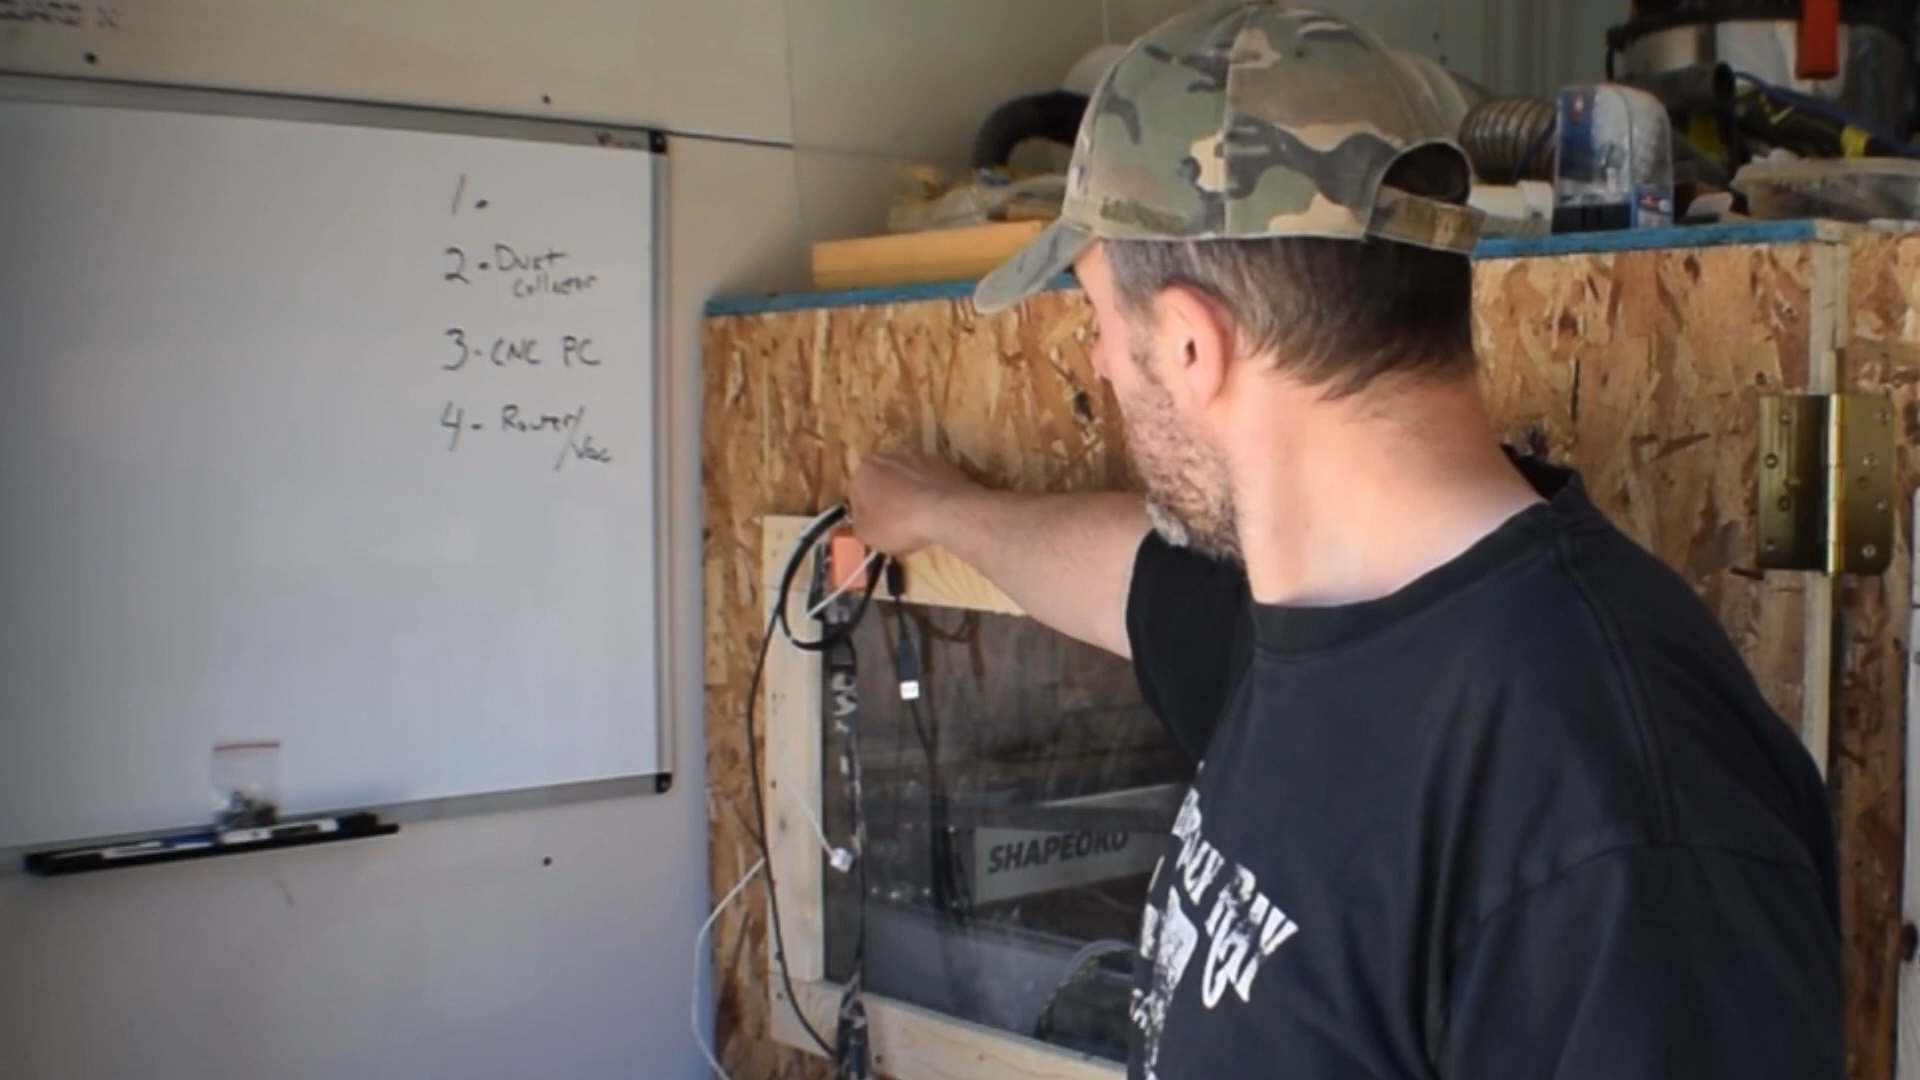 1.
2-Dust
Collector
3-CNC PC
4-Router/
Vac
SHAPEOKO